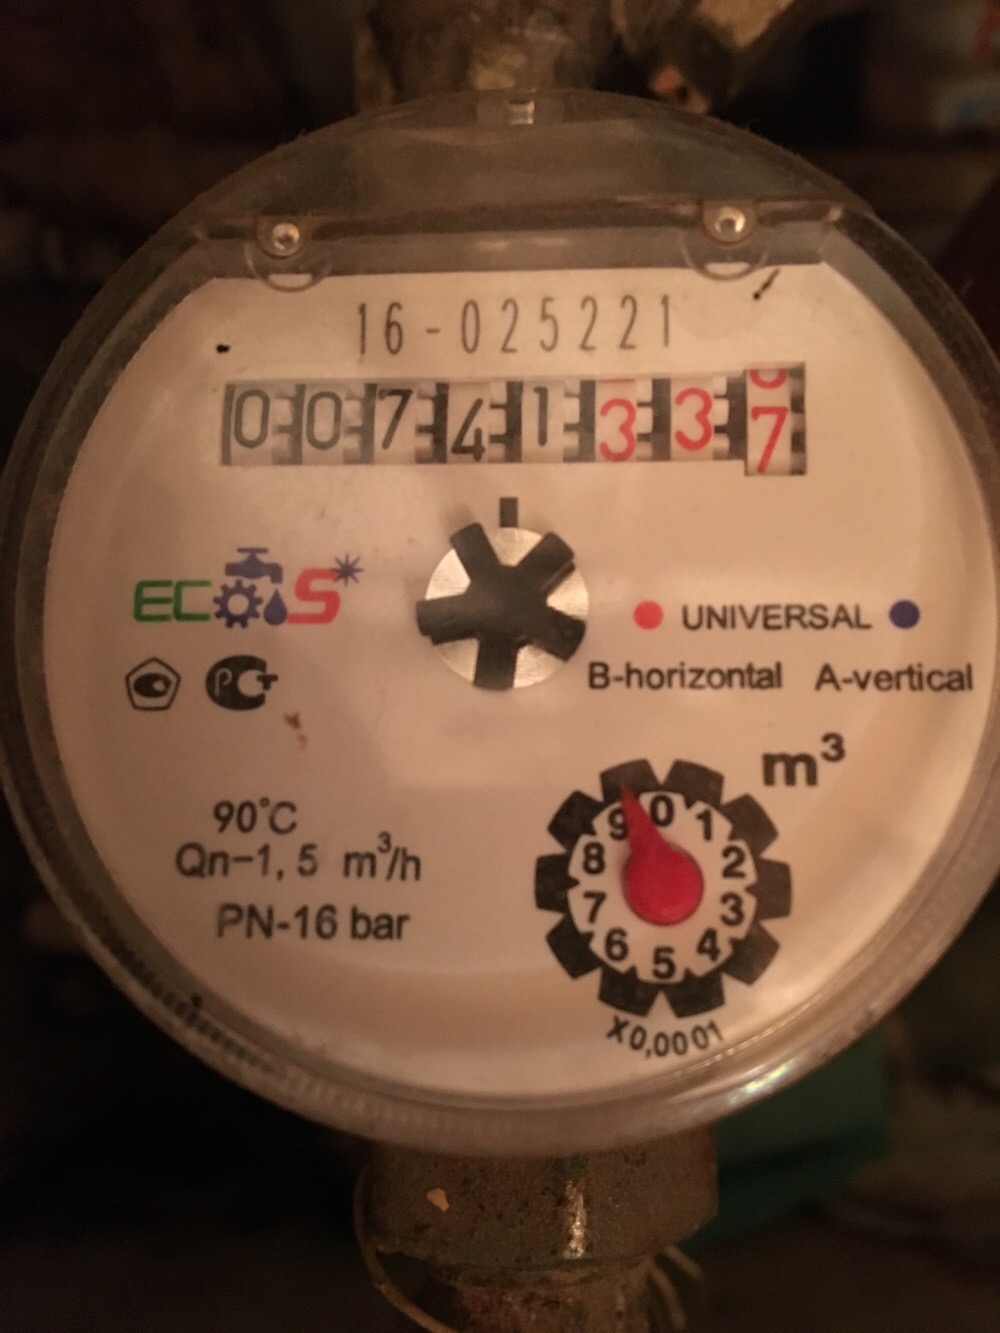 16-025221
00741337
ECOS
UNIVERSAL
B-horizontal A-vertical
PCT
m³
90°C
Qn-1,5 m³/h
PN-16 bar
0
1
2
3
4
5
6
7
8
9
X0,0001